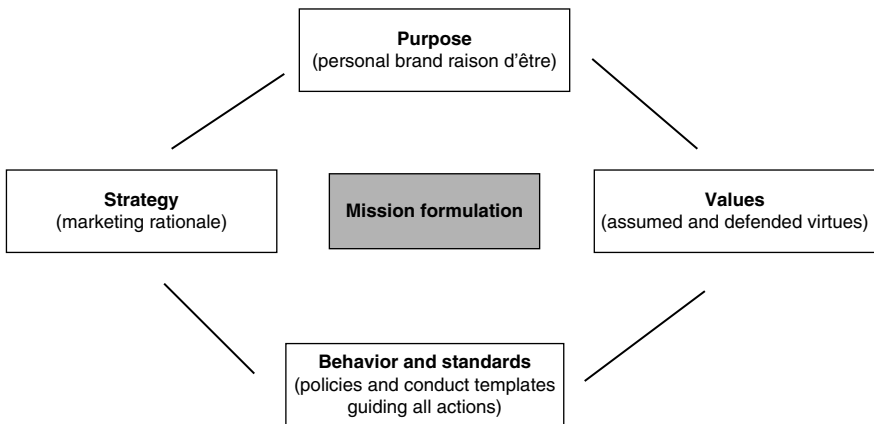 Purpose
(personal brand raison d’être)
Strategy
(marketing rationale)
Mission formulation
Values
(assumed and defended virtues)
Behavior and standards
(policies and conduct templates
guiding all actions)